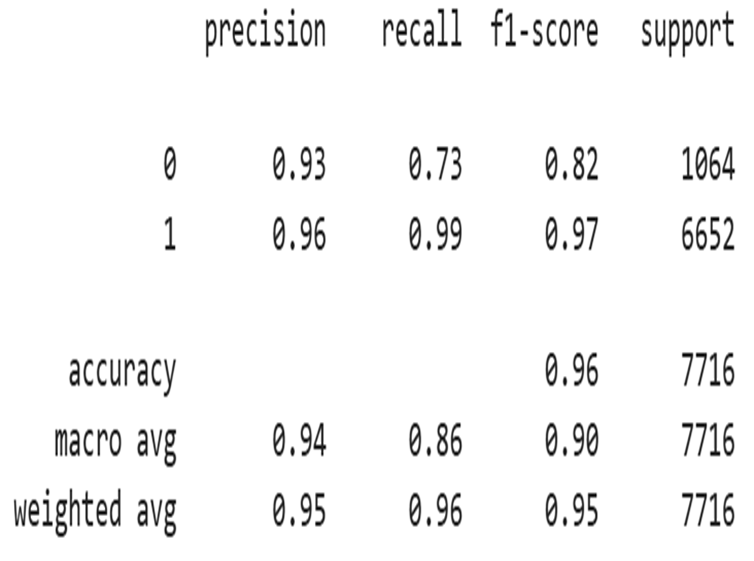 precision recall f1-score support
0 0.93 0.73 0.82 1064
1 0.96 0.99 0.97 6652
accuracy 0.96 7716
macro avg 0.94 0.86 0.90 7716
weighted avg 0.95 0.96 0.95 7716